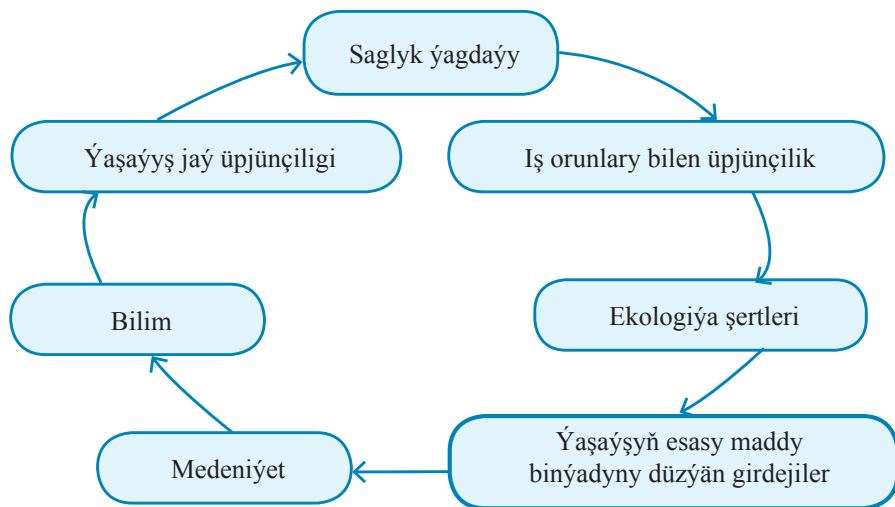 Saglyk ýagdaýy
Ýaşaýyş jaý üpjünçiligi
Iş orunlary bilen üpjünçilik
Bilim
Ekologiýa şertleri
Medeniýet
Ýaşaýşyň esasy maddy
binýadyny düzýän girdejiler